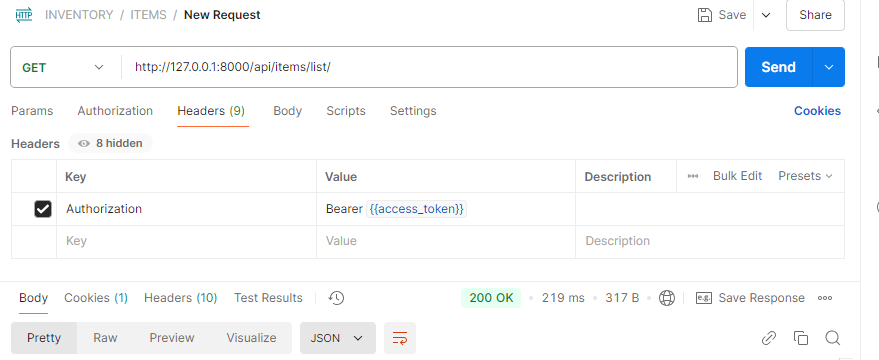 HTTP INVENTORY / ITEMS / New Request Save Share
GET http://127.0.0.1:8000/api/items/list/ Send
Params Authorization Headers (9) Body Scripts Settings Cookies
Headers 8 hidden
Key Value Description Bulk Edit Presets
Authorization Bearer {{access_token}}
Key Value Description
Body Cookies (1) Headers (10) Test Results 200 OK 219 ms 317 B e.g. Save Response
Pretty Raw Preview Visualize JSON